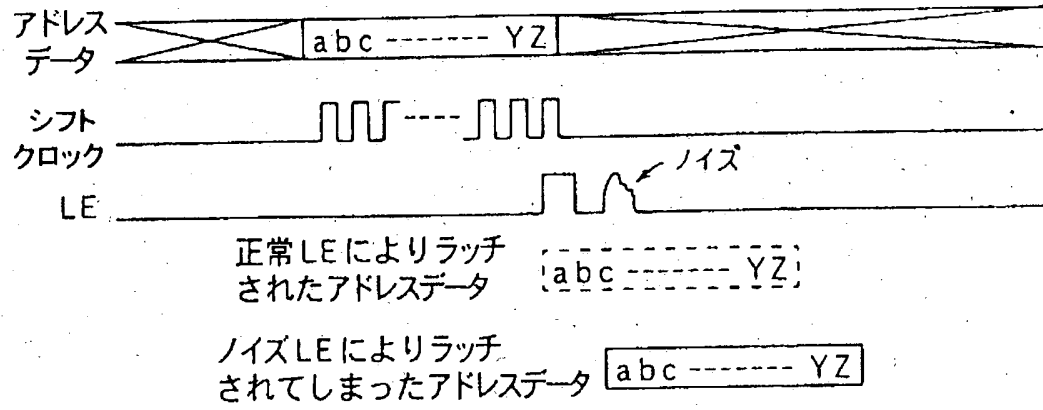 アドレス
データ
abc ------- YZ
シフト
クロック
ノイズ
LE
正常LEによりラッチ
されたアドレスデータ
abc ------- YZ
ノイズLEによりラッチ
されてしまったアドレスデータ
abc ------- YZ